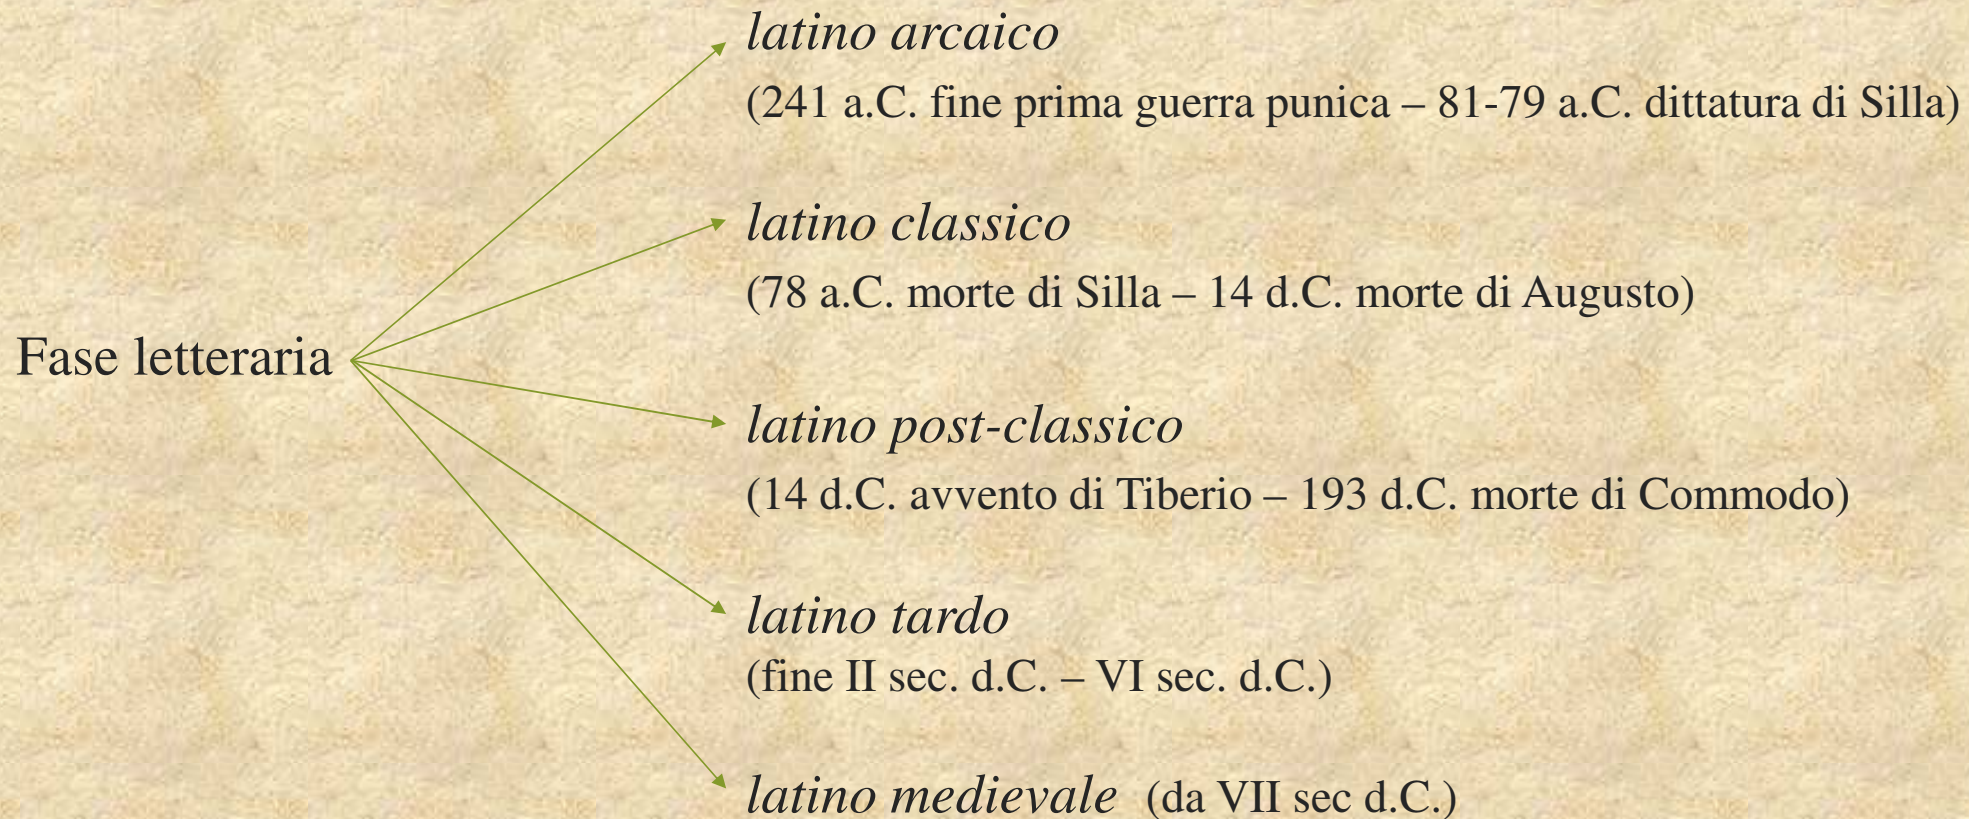 latino arcaico
(241 a.C. fine prima guerra punica – 81-79 a.C. dittatura di Silla)
latino classico
(78 a.C. morte di Silla – 14 d.C. morte di Augusto)
Fase letteraria
latino post-classico
(14 d.C. avvento di Tiberio – 193 d.C. morte di Commodo)
latino tardo
(fine II sec. d.C. – VI sec. d.C.)
latino medievale (da VII sec d.C.)